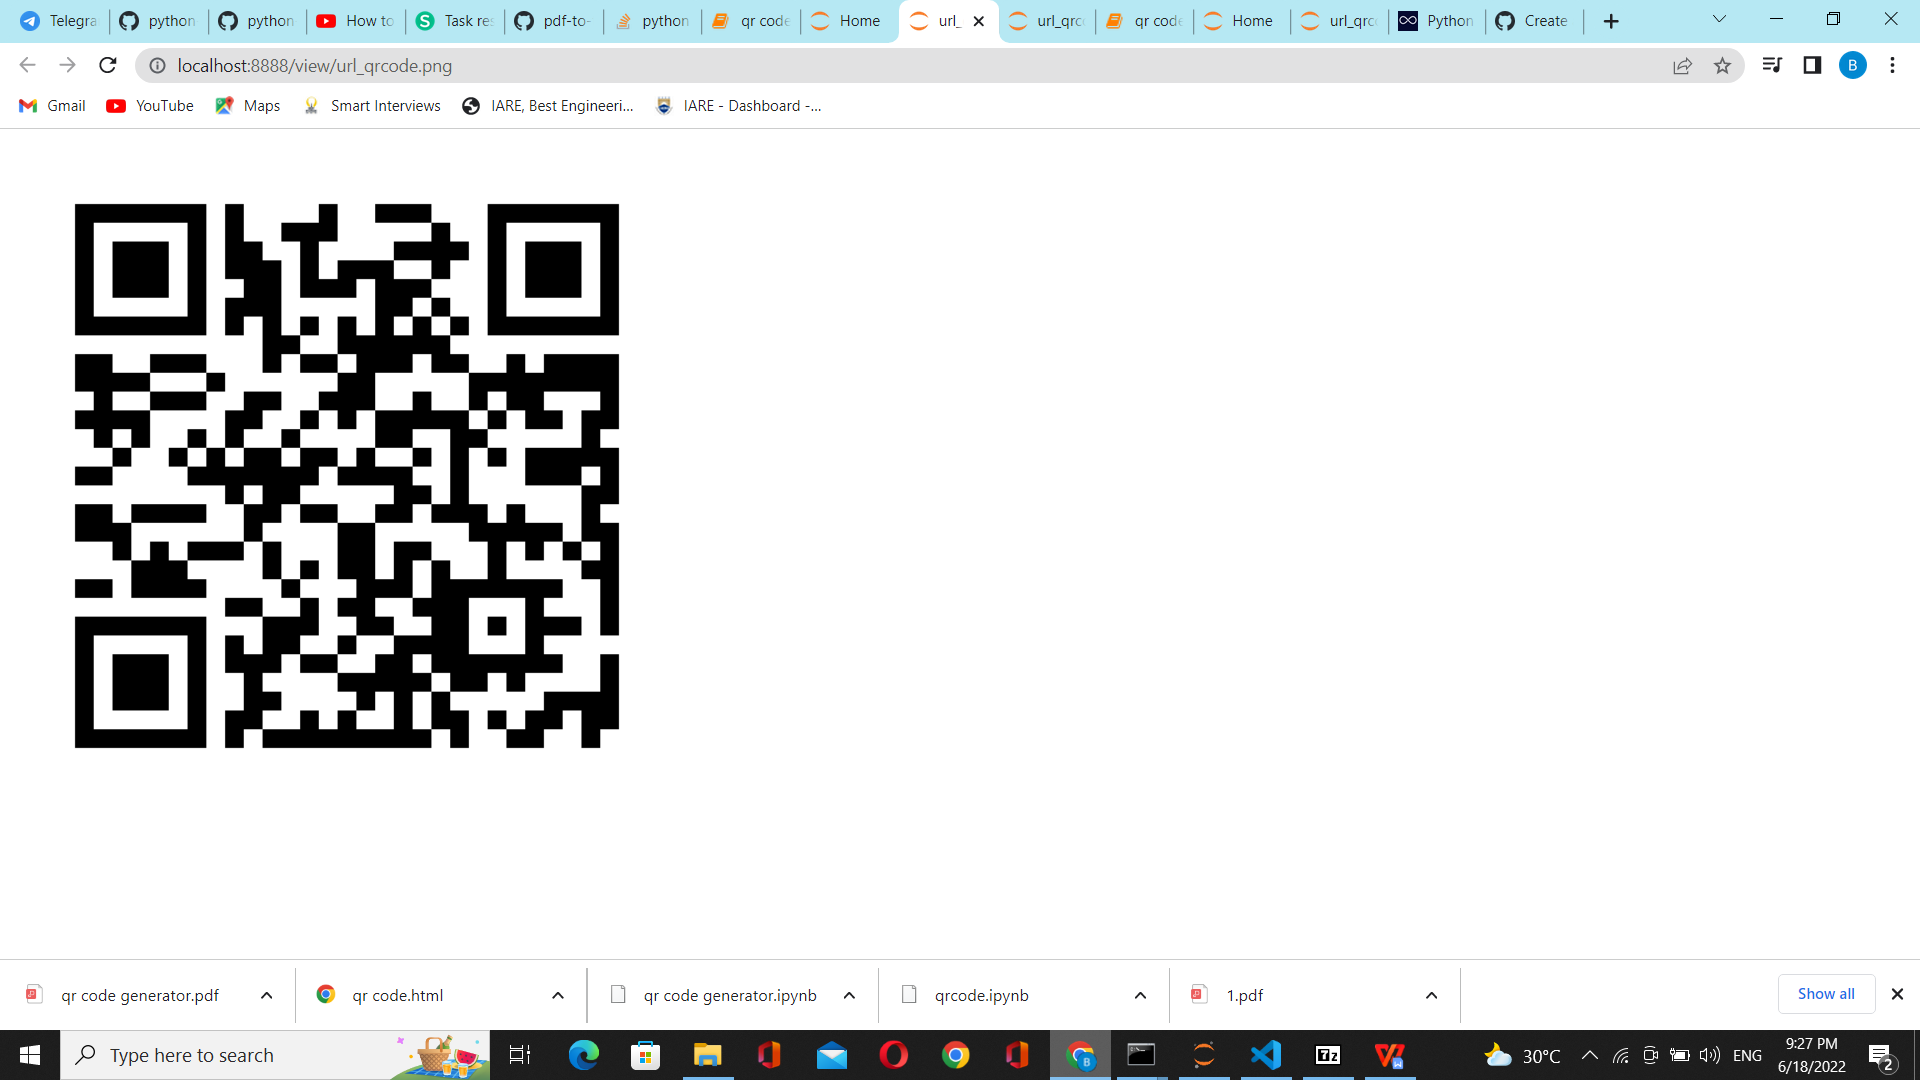 Telegra python python How to Task res pdf-to- python qr code Home url_ url_qrc qr code Home url_qrc Python Create
localhost:8888/view/url_qrcode.png B
Gmail YouTube Maps Smart Interviews IARE, Best Engineeri... IARE - Dashboard -...
qr code generator.pdf qr code.html qr code generator.ipynb qrcode.ipynb 1.pdf Show all
Type here to search 30°C ENG 9:27 PM
6/18/2022 2